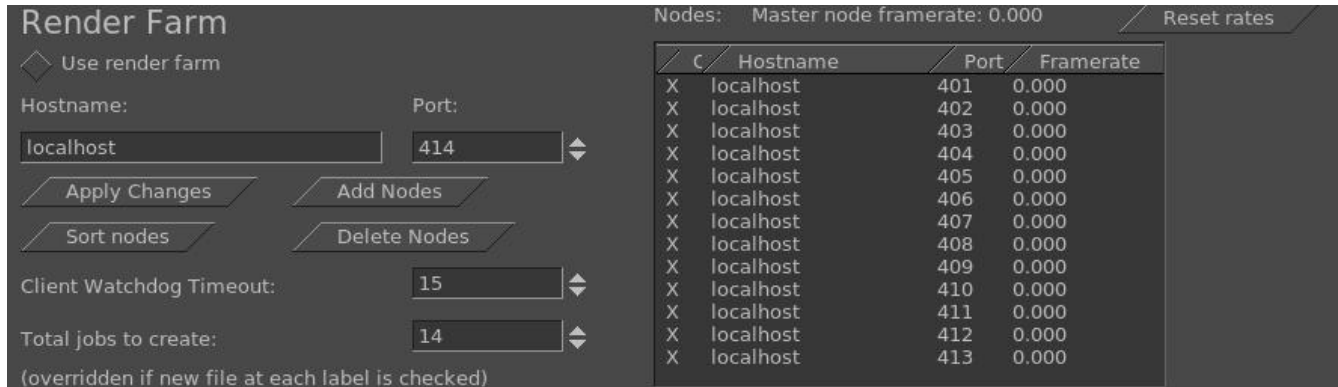 Render Farm
Use render farm
Hostname: Port:
localhost 414
Apply Changes Add Nodes
Sort nodes Delete Nodes
Client Watchdog Timeout: 15
Total jobs to create: 14
(overridden if new file at each label is checked)
Nodes: Master node framerate: 0.000 Reset rates
Hostname Port Framerate
X localhost 401 0.000
X localhost 402 0.000
X localhost 403 0.000
X localhost 404 0.000
X localhost 405 0.000
X localhost 406 0.000
X localhost 407 0.000
X localhost 408 0.000
X localhost 409 0.000
X localhost 410 0.000
X localhost 411 0.000
X localhost 412 0.000
X localhost 413 0.000